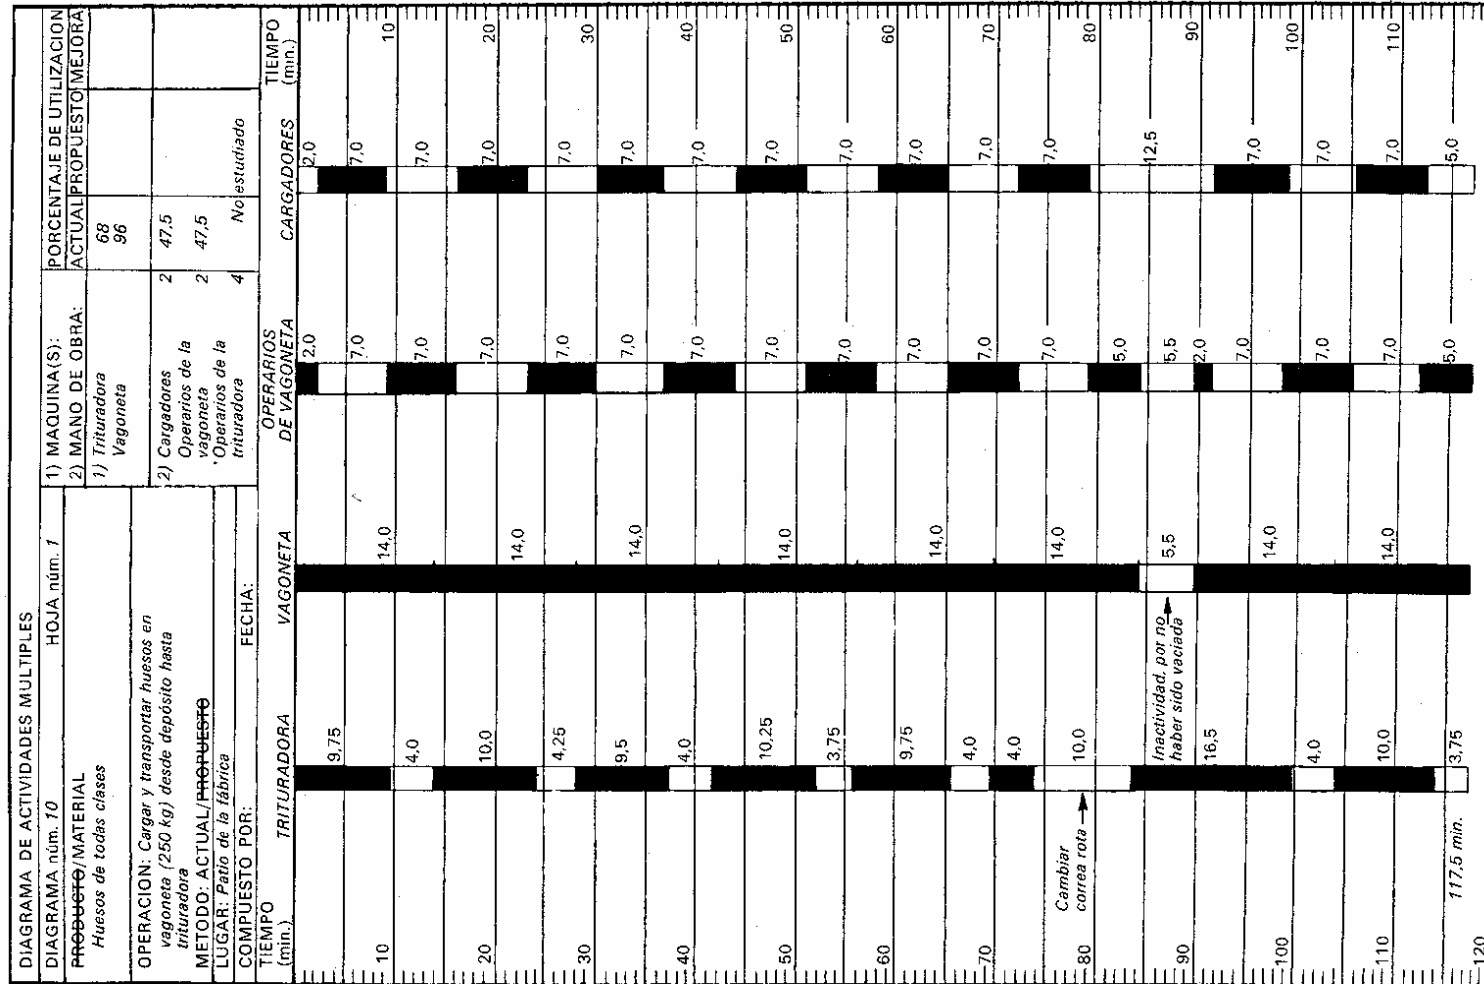 DIAGRAMA DE ACTIVIDADES MULTIPLES
DIAGRAMA núm. 10 HOJA núm. 1
PRODUCTO/MATERIAL
Huesos de todas clases
OPERACION: Cargar y transportar huesos en
vagoneta (250 kg) desde depósito hasta
trituradora
METODO: ACTUAL/PROPUESTO
LUGAR: Patio de la fábrica
COMPUESTO POR: FECHA:
1) MAQUINA(S): PORCENTAJE DE UTILIZACION
2) MANO DE OBRA: ACTUAL PROPUESTO MEJORA
1) Trituradora 68
Vagoneta 96
2) Cargadores 2 47,5
Operarios de la
vagoneta 2 47,5
Operarios de la
trituradora 4 No estudiado
TIEMPO
(min.)
TRITURADORA
VAGONETA
OPERARIOS
DE VAGONETA
CARGADORES
TIEMPO
(min.)
10
20
30
40
50
60
70
80
90
100
110
120
9,75
4,0
10,0
4,25
9,5
4,0
10,25
3,75
9,75
4,0
4,0
10,0
16,5
4,0
10,0
3,75
Cambiar
correa rota
117,5 min.
14,0
14,0
14,0
14,0
14,0
14,0
5,5
14,0
14,0
Inactividad, por no
haber sido vaciada
2,0
7,0
7,0
7,0
7,0
7,0
7,0
7,0
7,0
7,0
7,0
7,0
5,0
5,5
2,0
7,0
7,0
7,0
5,0
2,0
7,0
7,0
7,0
7,0
7,0
7,0
7,0
7,0
7,0
7,0
7,0
12,5
7,0
7,0
7,0
5,0
10
20
30
40
50
60
70
80
90
100
110